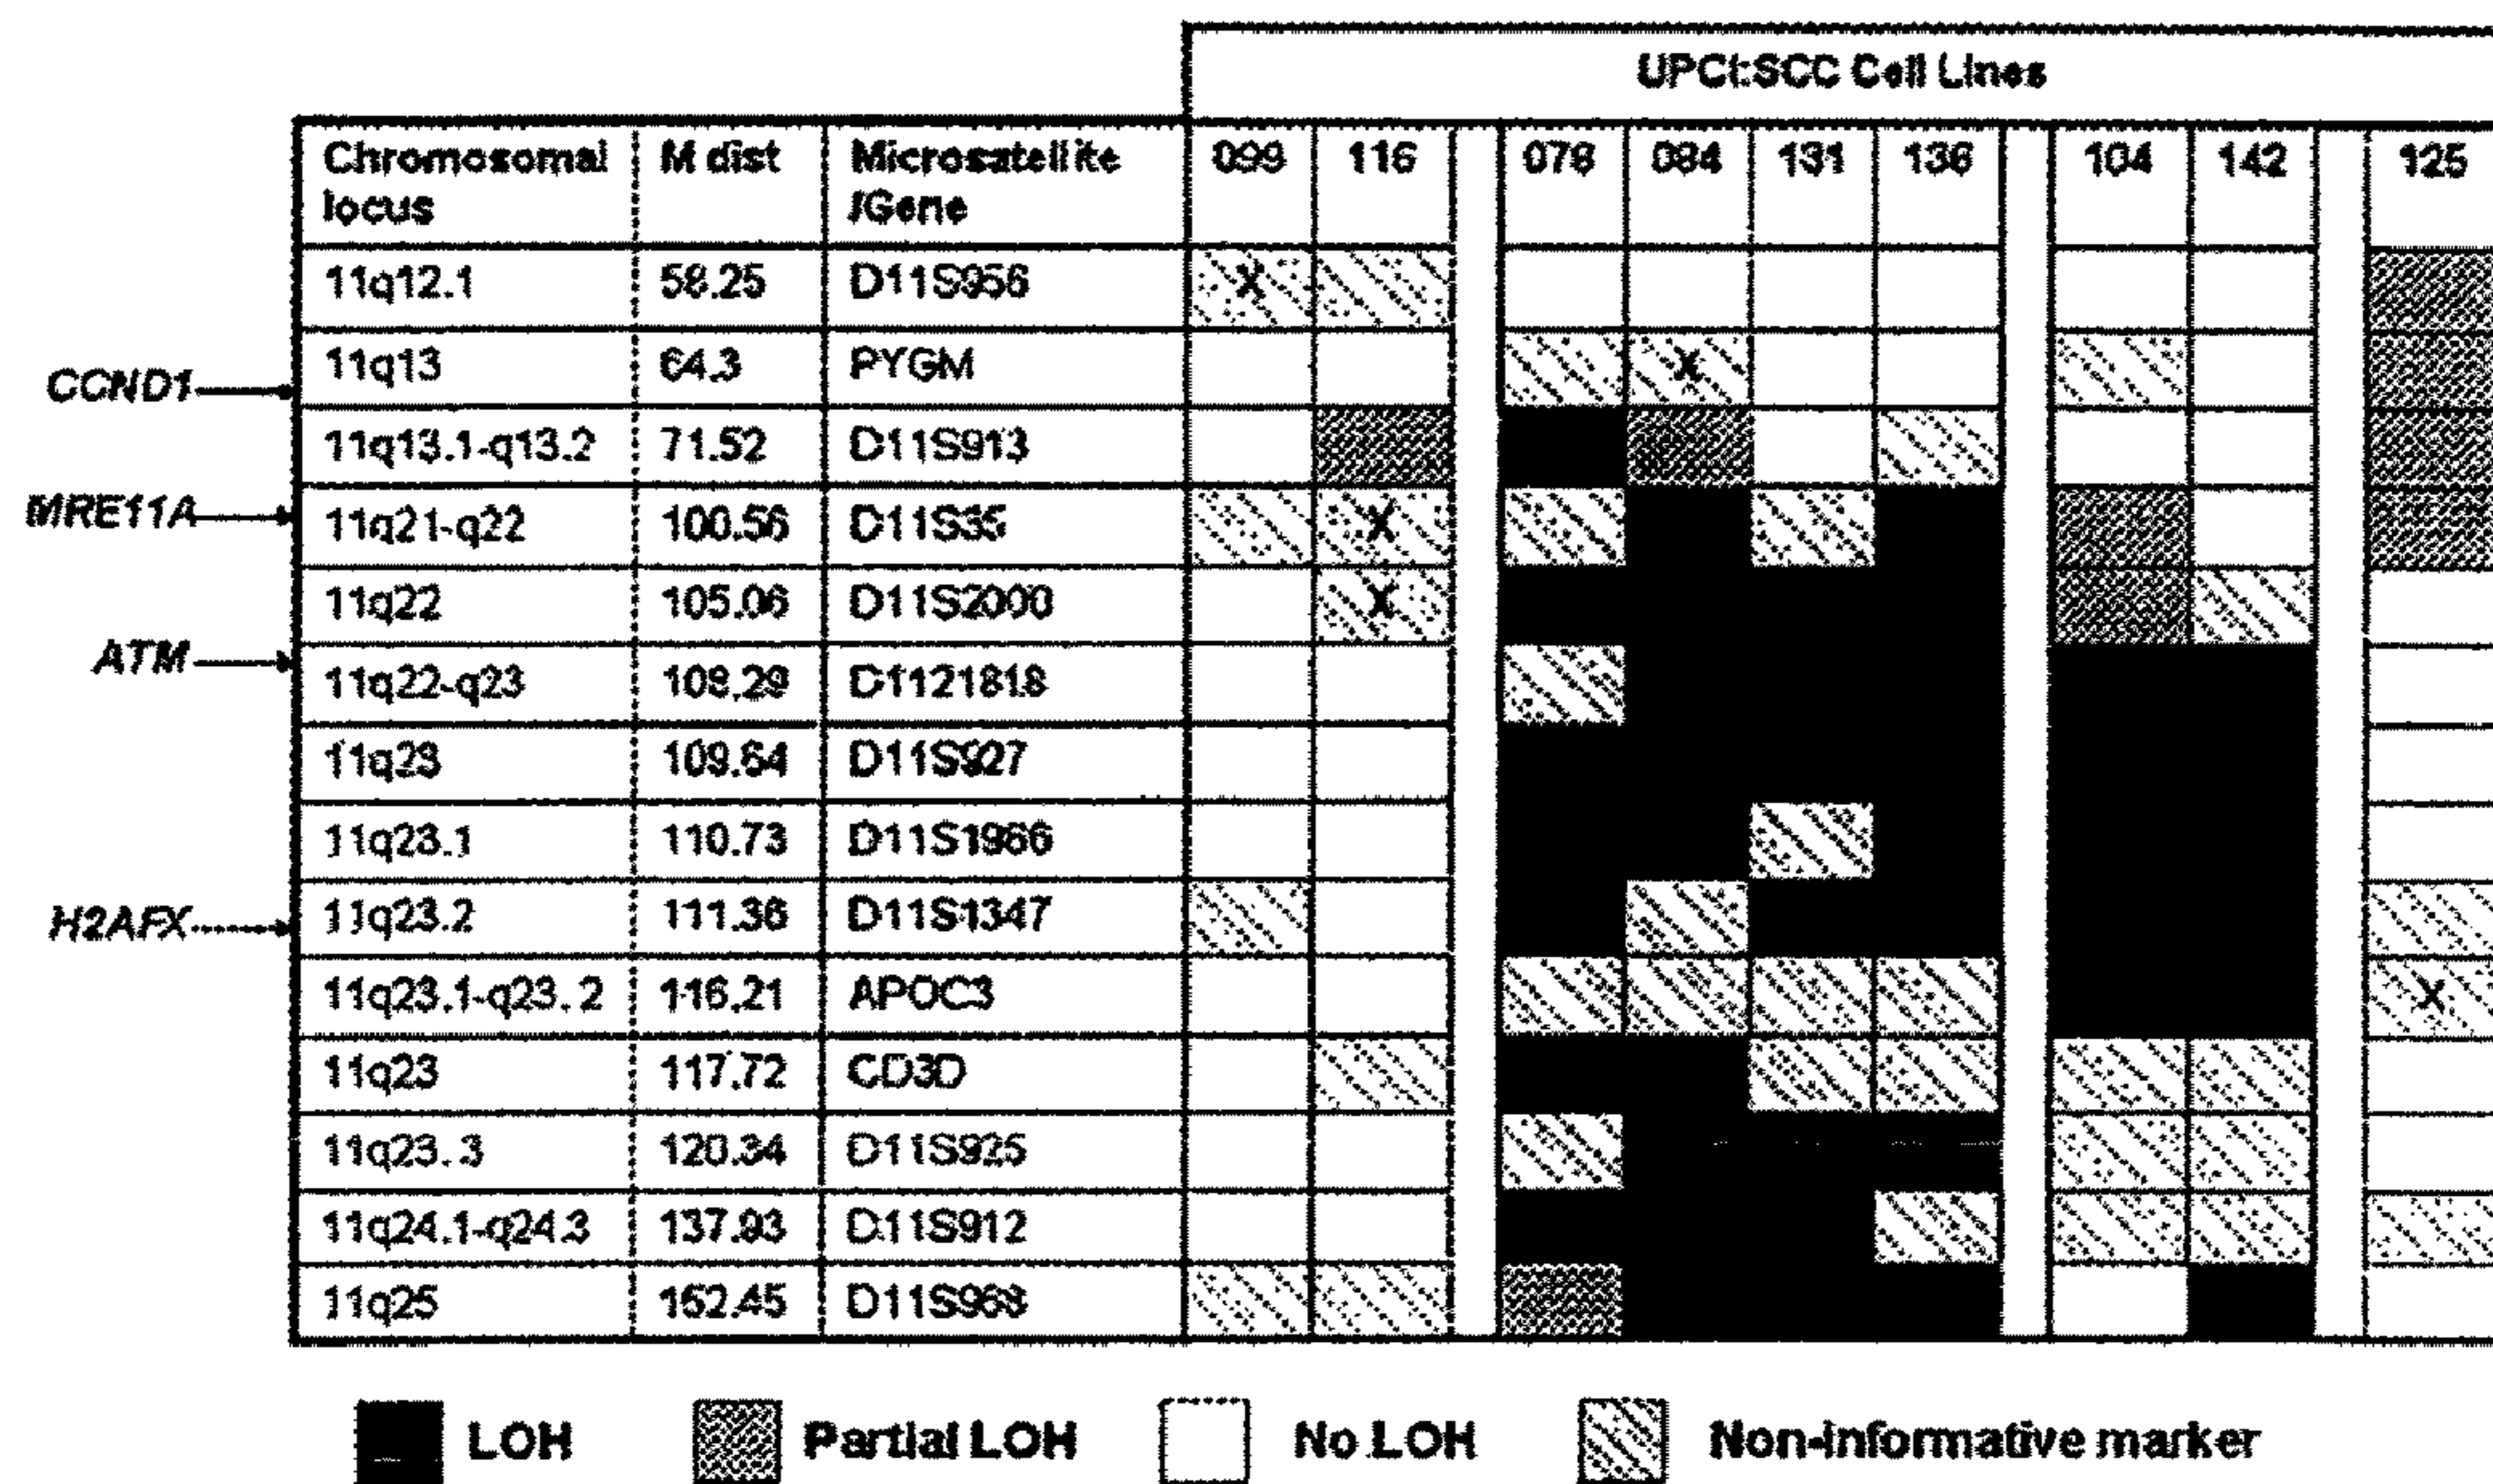 UPCI:SCC Cell Lines
Chromosomal locus M dist Microsatellite /Gene 099 116 076 084 131 136 104 142 125
11q12.1 58.25 D11S956 X
11q13 64.3 PYGM X
CCND1
11q13.1-q13.2 71.52 D11S913
MRE11A
11q21-q22 100.56 D11S35 X
11q22 105.06 D11S2000 X
ATM
11q22-q23 108.29 D1121818
11q23 109.64 D11S927
11q23.1 110.73 D11S1986
H2AFX
11q23.2 111.36 D11S1347
11q23.1-q23.2 116.21 APOC3 X
11q23 117.72 CD3D
11q23.3 120.34 D11S925
11q24.1-q24.3 137.93 D11S912
11q25 162.45 D11S968
LOH Partial LOH No LOH Non-informative marker